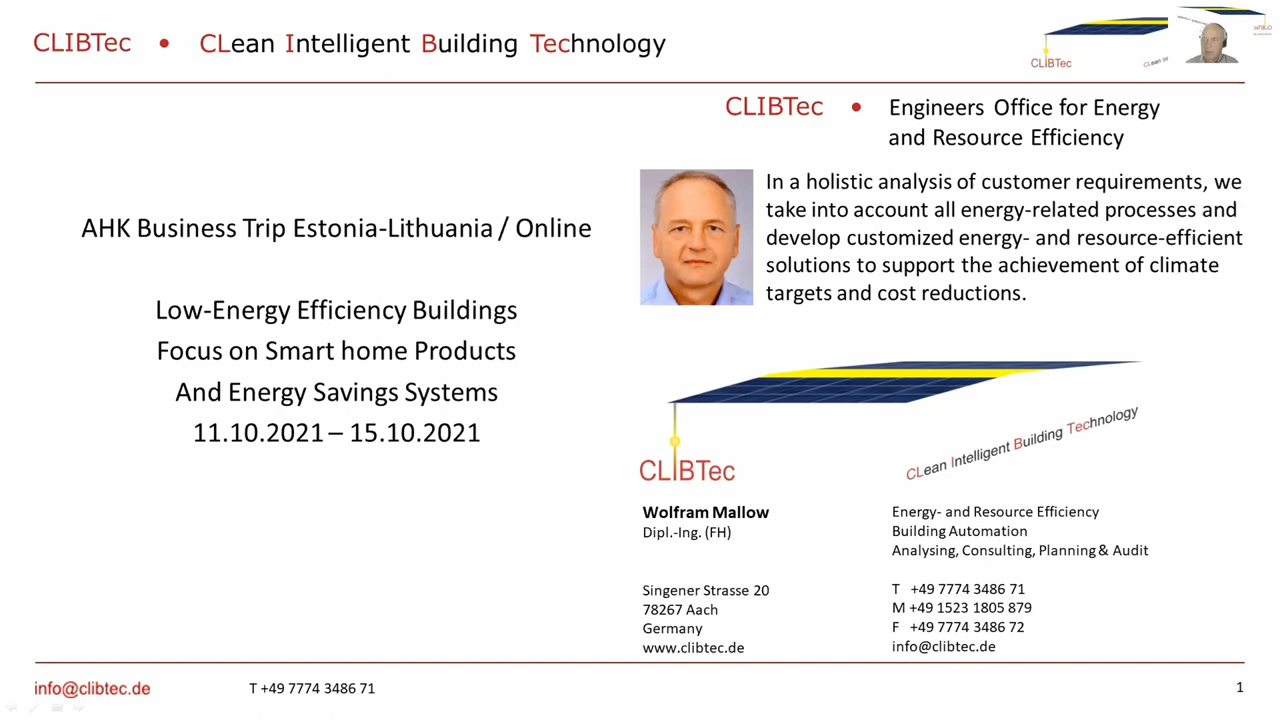 CLIBTec • CLean Intelligent Building Technology
CLIBTec
CLean In
AHK Business Trip Estonia-Lithuania / Online
Low-Energy Efficiency Buildings
Focus on Smart home Products
And Energy Savings Systems
11.10.2021 – 15.10.2021
CLIBTec • Engineers Office for Energy
and Resource Efficiency
In a holistic analysis of customer requirements, we
take into account all energy-related processes and
develop customized energy- and resource-efficient
solutions to support the achievement of climate
targets and cost reductions.
CLIBTec
CLean Intelligent Building Technology
Wolfram Mallow
Dipl.-Ing. (FH)
Singener Strasse 20
78267 Aach
Germany
www.clibtec.de
Energy- and Resource Efficiency
Building Automation
Analysing, Consulting, Planning & Audit
T +49 7774 3486 71
M +49 1523 1805 879
F +49 7774 3486 72
info@clibtec.de
info@clibtec.de
T +49 7774 3486 71
1